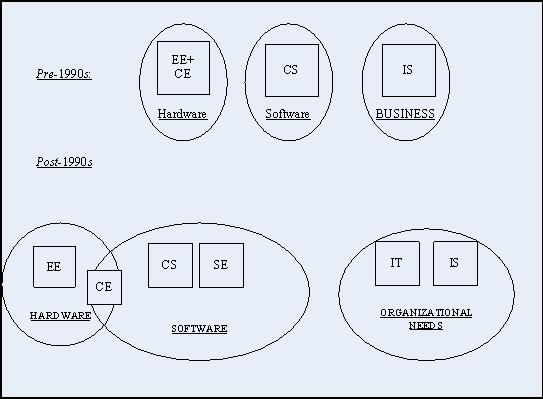 Pre-1990s:
EE+
CE
Hardware
CS
Software
IS
BUSINESS
Post-1990s
EE
CE
HARDWARE
CS
SE
SOFTWARE
IT
IS
ORGANIZATIONAL
NEEDS